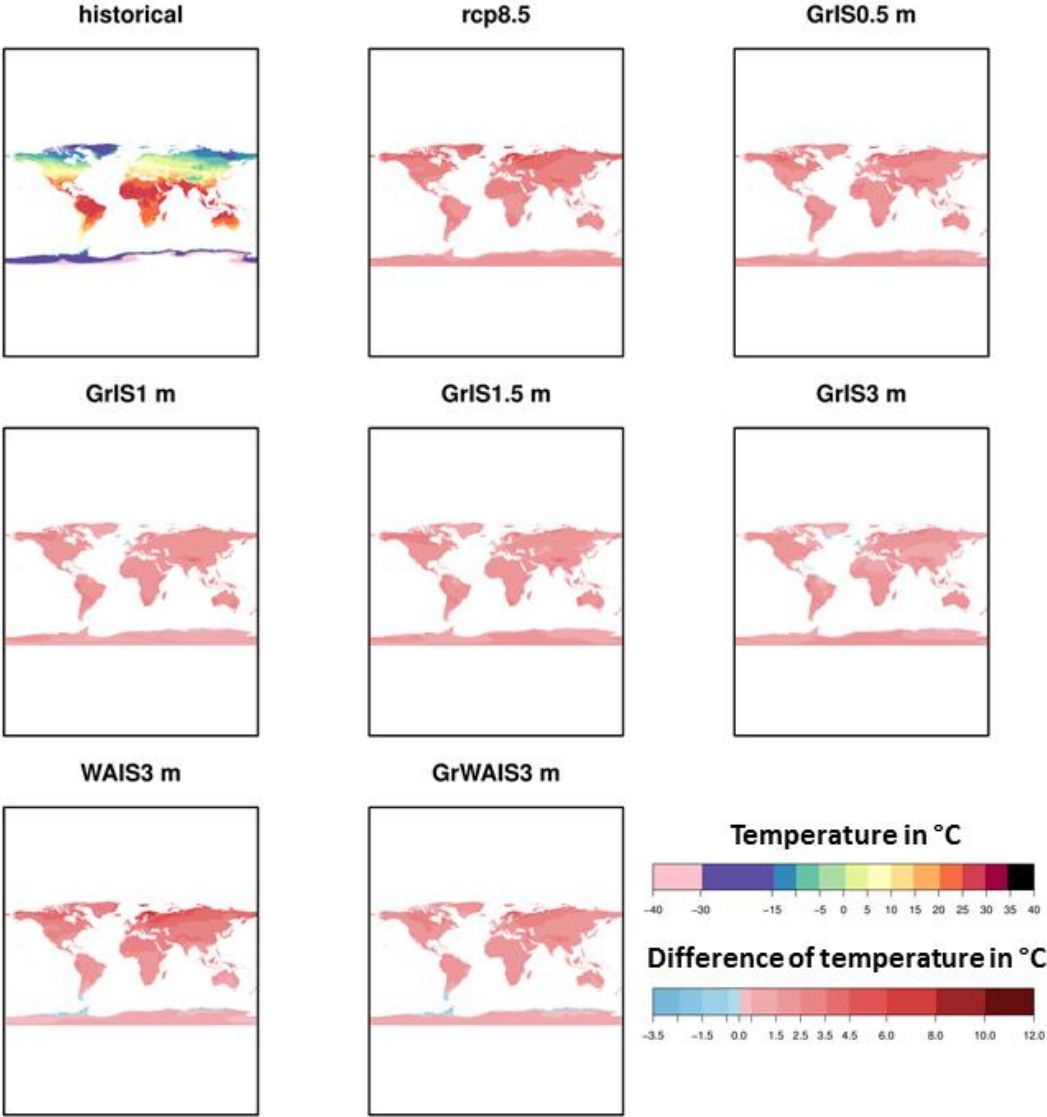 historical rcp8.5 GrIS0.5 m
GrIS1 m GrIS1.5 m GrIS3 m
WAIS3 m GrWAIS3 m
Temperature in °C
−40 −30 −15 −5 0 5 10 15 20 25 30 35 40
Difference of temperature in °C
−3.5 −1.5 0.0 1.5 2.5 3.5 4.5 6.0 8.0 10.0 12.0